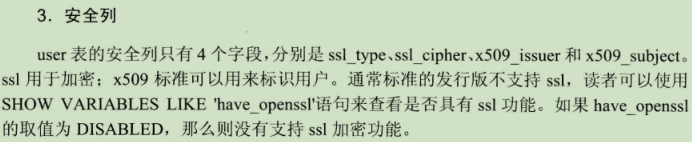 3．安全列
user 表的安全列只有 4 个字段，分别是 ssl_type、ssl_cipher、x509_issuer 和 x509_subject。
ssl 用于加密；x509 标准可以用来标识用户。通常标准的发行版不支持 ssl，读者可以使用
SHOW VARIABLES LIKE 'have_openssl'语句来查看是否具有 ssl 功能。如果 have_openssl
的取值为 DISABLED，那么则没有支持 ssl 加密功能。